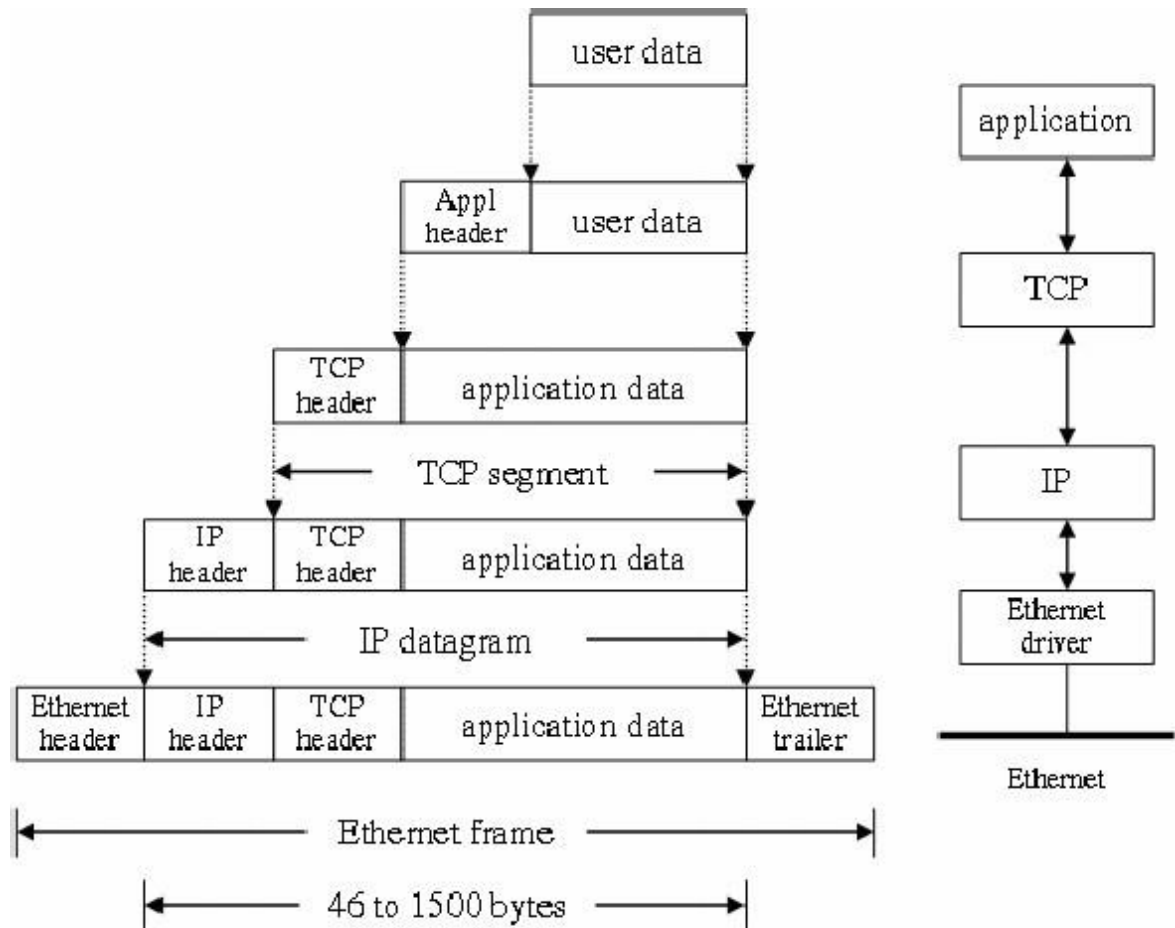 user data
application
Appl
header
user data
TCP
TCP
header
application data
TCP segment
IP
IP
header
TCP
header
application data
IP datagram
Ethernet
driver
Ethernet
header
IP
header
TCP
header
application data
Ethernet
trailer
Ethernet
Ethernet frame
46 to 1500 bytes